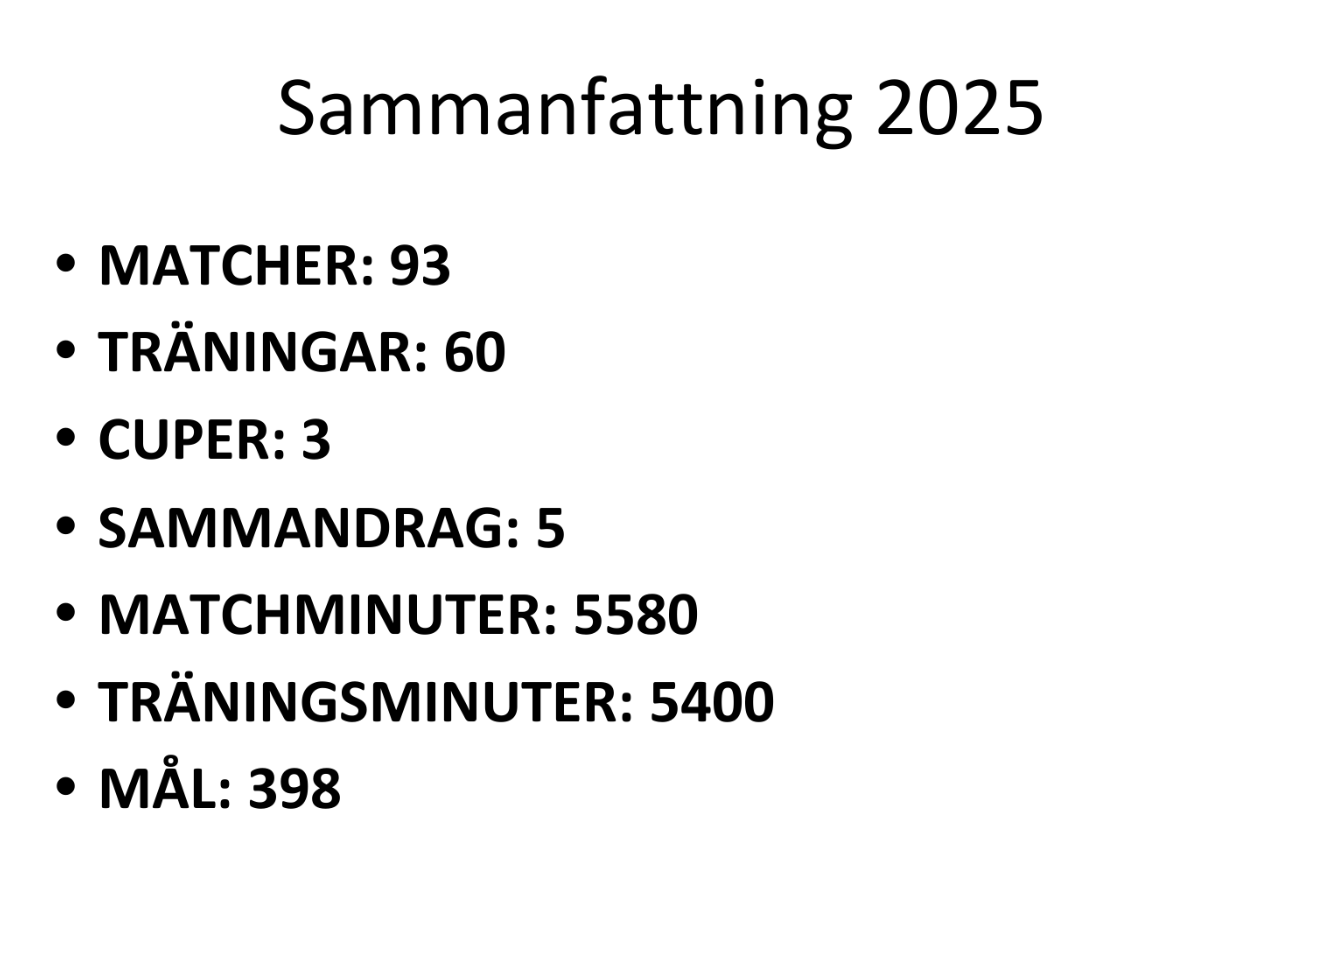 Sammanfattning 2025
• MATCHER: 93
• TRÄNINGAR: 60
• CUPER: 3
• SAMMANDRAG: 5
• MATCHMINUTER: 5580
• TRÄNINGSMINUTER: 5400
• MÅL: 398